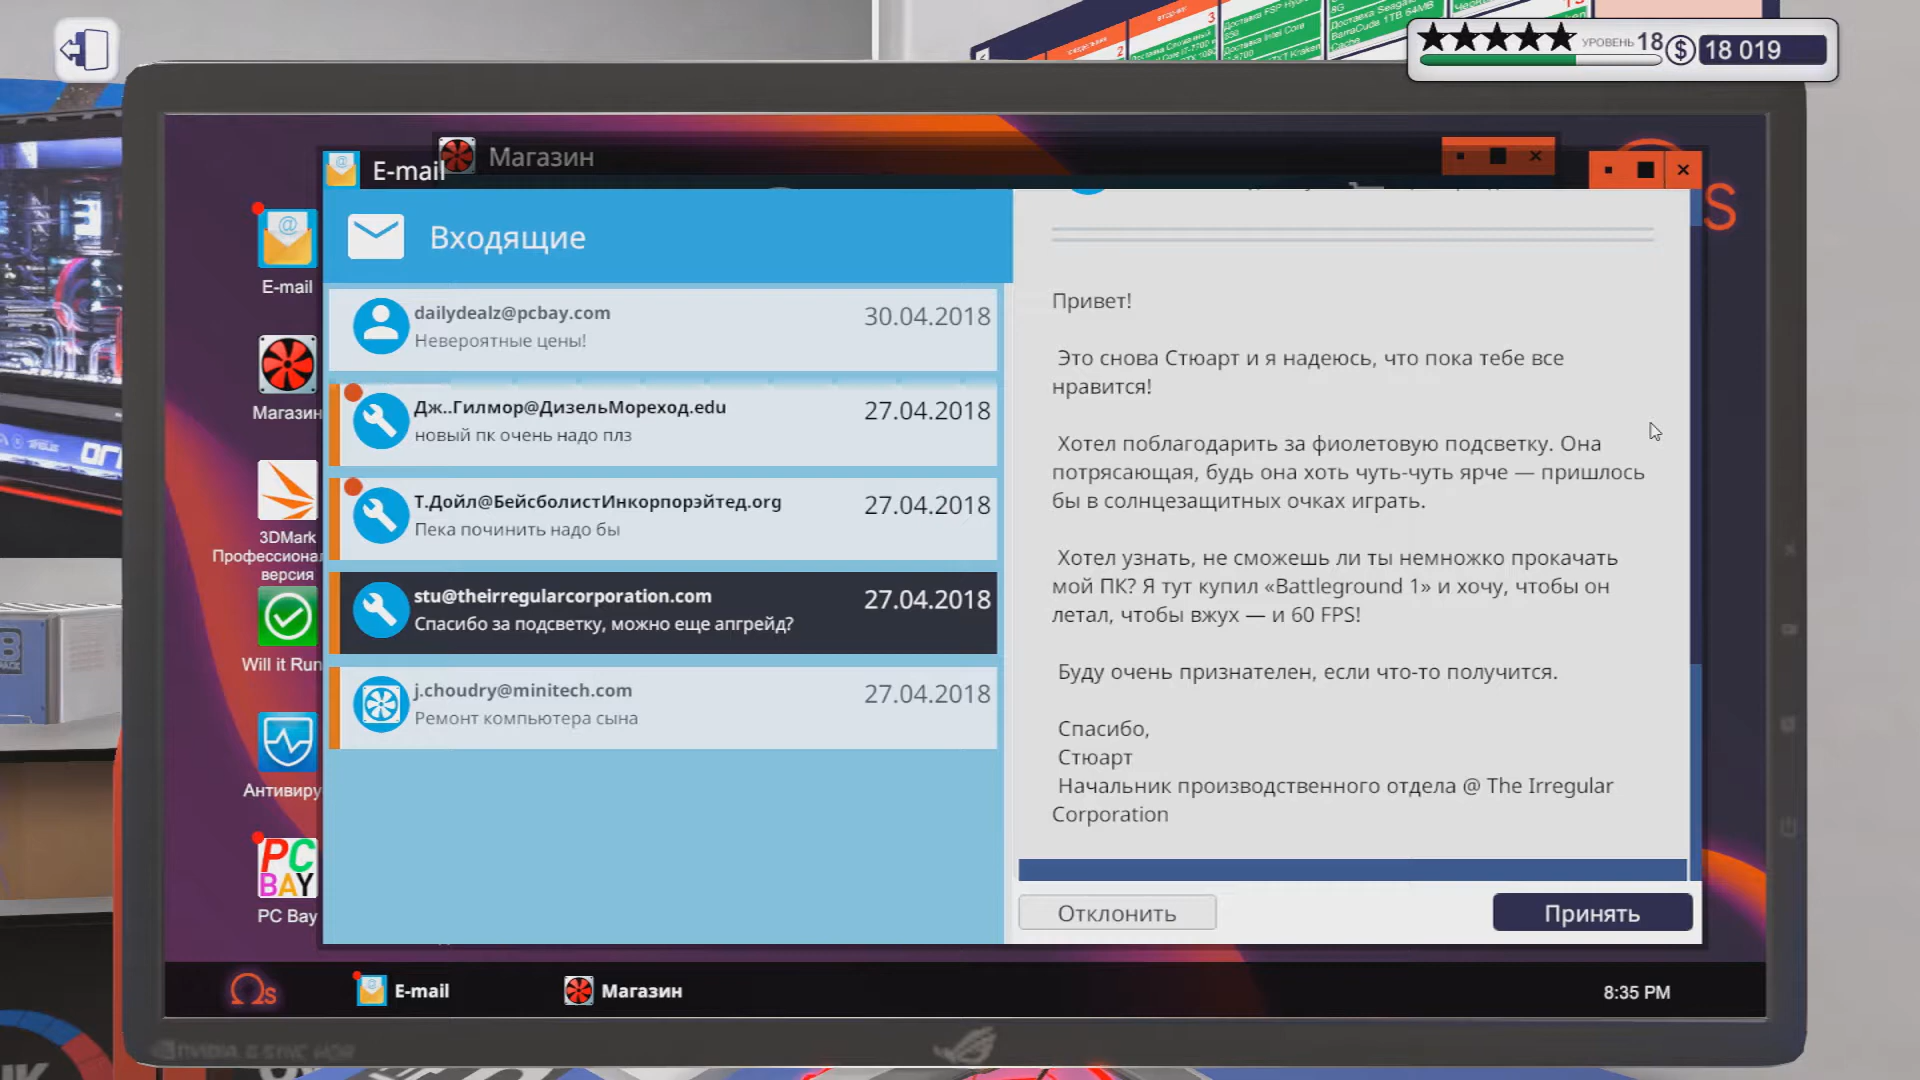 УРОВЕНЬ 18
18 019
Магазин
E-mail
Входящие
dailydealz@pcbay.com
30.04.2018
Невероятные цены!
Дж..Гилмор@ДизельМореход.edu
27.04.2018
новый пк очень надо плз
Т.Дойл@БейсболистИнкорпорэйтед.org
27.04.2018
Пека починить надо бы
stu@theirregularcorporation.com
27.04.2018
Спасибо за подсветку, можно еще апгрейд?
j.choudry@minitech.com
27.04.2018
Ремонт компьютера сына
Привет!
Это снова Стюарт и я надеюсь, что пока тебе все
нравится!
Хотел поблагодарить за фиолетовую подсветку. Она
потрясающая, будь она хоть чуть-чуть ярче — пришлось
бы в солнцезащитных очках играть.
Хотел узнать, не сможешь ли ты немножко прокачать
мой ПК? Я тут купил «Battleground 1» и хочу, чтобы он
летал, чтобы вжух — и 60 FPS!
Буду очень признателен, если что-то получится.
Спасибо,
Стюарт
Начальник производственного отдела @ The Irregular
Corporation
Отклонить
Принять
E-mail
Магазин
3DMark
Профессионал
версия
Will it Run
Антивиру
PC BAY
PC Bay
E-mail
Магазин
8:35 PM